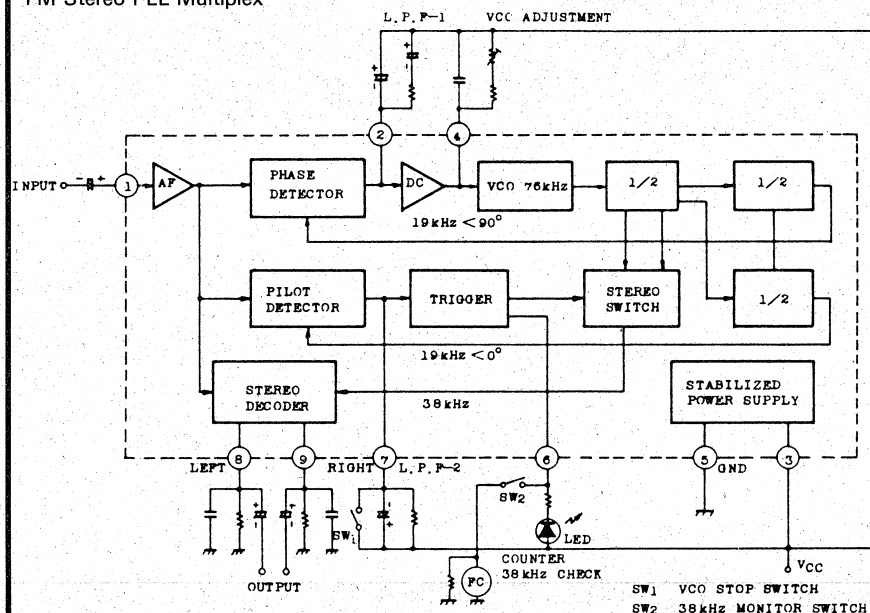 FM Stereo PLL Multiplex
L.P.F-1 VCO ADJUSTMENT
2 4
INPUT 1 AF
PHASE DETECTOR
DC
VCO 76kHz
1/2
1/2
19kHz<90°
PILOT DETECTOR
TRIGGER
STEREO SWITCH
1/2
19kHz<0°
STEREO DECODER
38kHz
STABILIZED POWER SUPPLY
LEFT 8 9 RIGHT 7 L.P.F-2 6 5 GND 3
SW1
SW2
LED
OUTPUT
FC
COUNTER
38kHz CHECK
VCC
SW1 VCO STOP SWITCH
SW2 38kHz MONITOR SWITCH